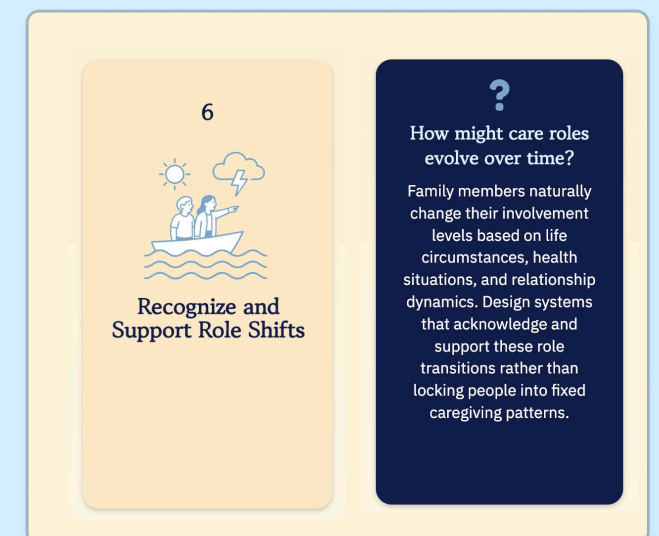 6
Recognize and
Support Role Shifts
?
How might care roles
evolve over time?
Family members naturally
change their involvement
levels based on life
circumstances, health
situations, and relationship
dynamics. Design systems
that acknowledge and
support these role
transitions rather than
locking people into fixed
caregiving patterns.